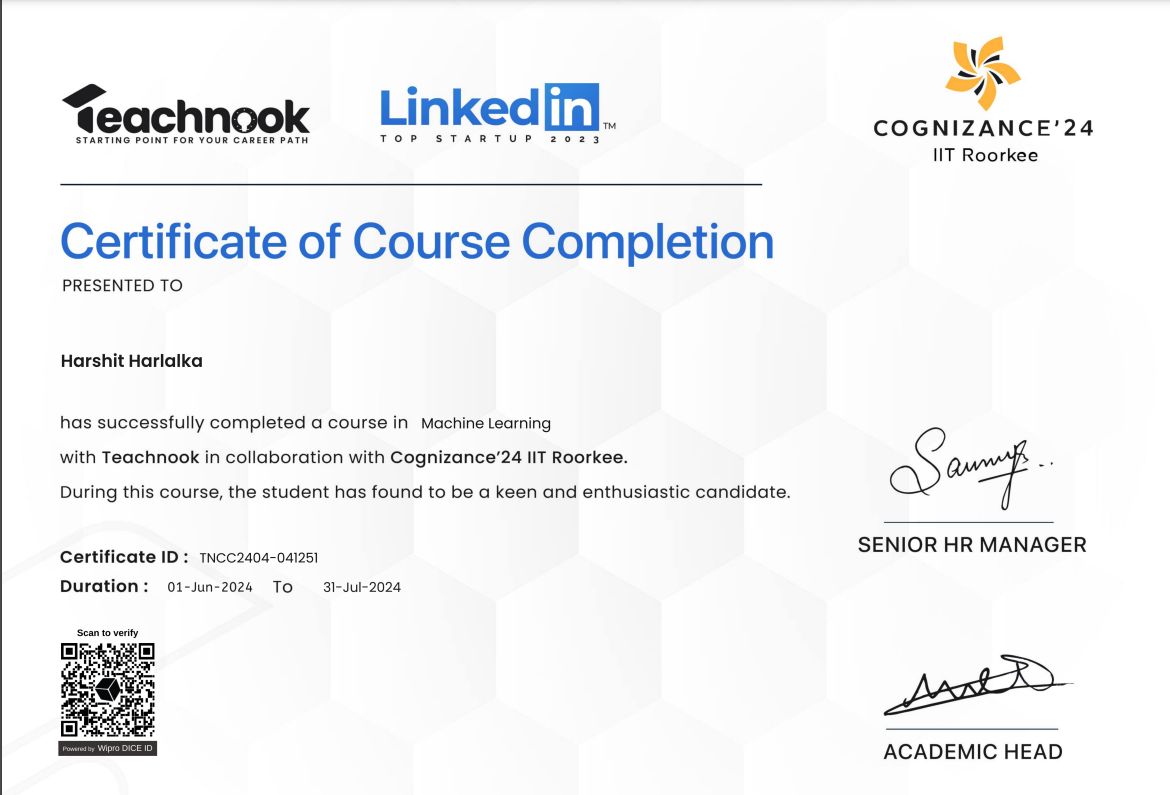 Teachnook
STARTING POINT FOR YOUR CAREER PATH
Linkedin™
TOP STARTUP 2023
COGNIZANCE'24
IIT Roorkee
Certificate of Course Completion
PRESENTED TO
Harshit Harlalka
has successfully completed a course in Machine Learning
with Teachnook in collaboration with Cognizance’24 IIT Roorkee.
During this course, the student has found to be a keen and enthusiastic candidate.
Certificate ID : TNCC2404-041251
Duration : 01-Jun-2024 To 31-Jul-2024
Scan to verify
Powered by Wipro DICE ID
SENIOR HR MANAGER
ACADEMIC HEAD